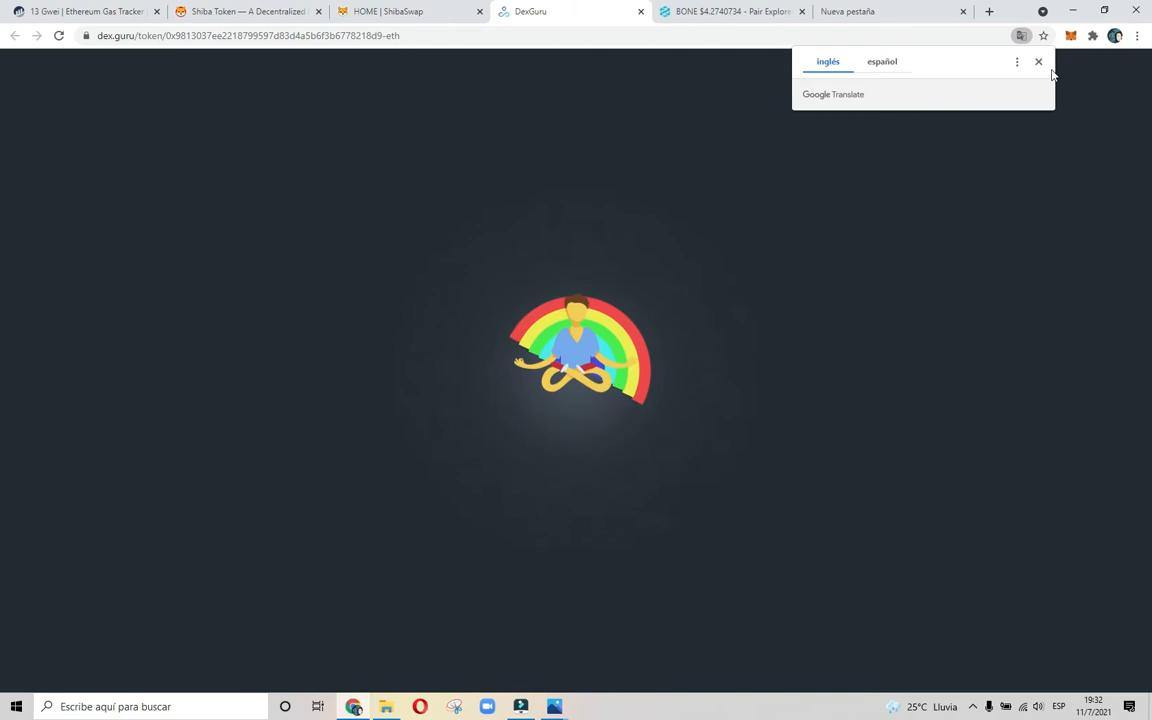 13 Gwei | Ethereum Gas Tracker
Shiba Token — A Decentralized
HOME | ShibaSwap
DexGuru
BONE $4.2740734 - Pair Explore
Nueva pestaña
dex.guru/token/0x9813037ee2218799597d83d4a5b6f3b6778218d9-eth
inglés
español
Google Translate
Escribe aquí para buscar
25°C Lluvia
ESP
19:32
11/7/2021